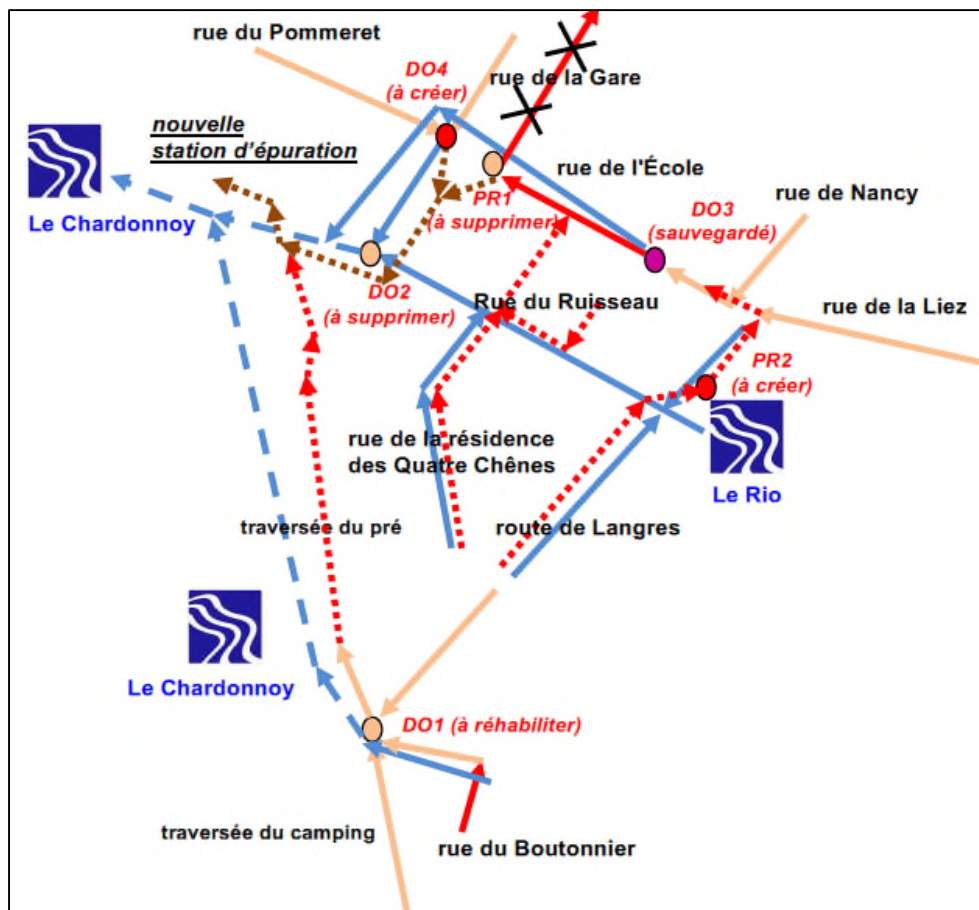 rue du Pommeret
DO4
(à créer)
rue de la Gare
nouvelle
station d'épuration
rue de l'École
rue de Nancy
Le Chardonnoy
PR1
(à supprimer)
DO3
(sauvegardé)
DO2
(à supprimer)
Rue du Ruisseau
rue de la Liez
PR2
(à créer)
rue de la résidence
des Quatre Chênes
Le Rio
traversée du pré
route de Langres
Le Chardonnoy
DO1 (à réhabiliter)
traversée du camping
rue du Boutonnier